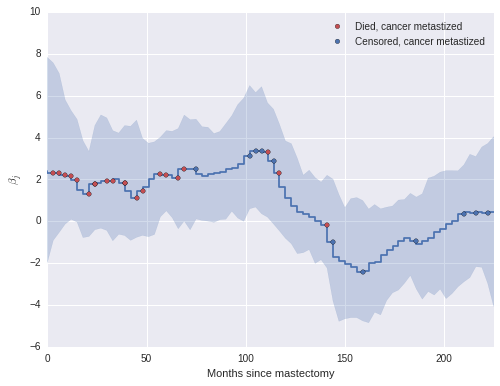 10
8
6
4
2
0
−2
−4
−6
βj
0 50 100 150 200
Months since mastectomy
Died, cancer metastized
Censored, cancer metastized